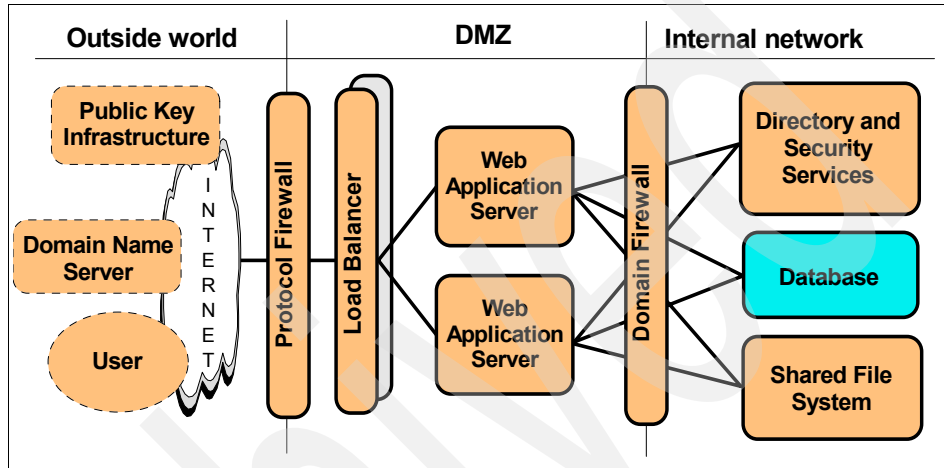 Outside world
DMZ
Internal network
Public Key
Infrastructure
Domain Name
Server
User
INTERNET
Protocol Firewall
Load Balancer
Web
Application
Server
Web
Application
Server
Domain Firewall
Directory and
Security
Services
Database
Shared File
System